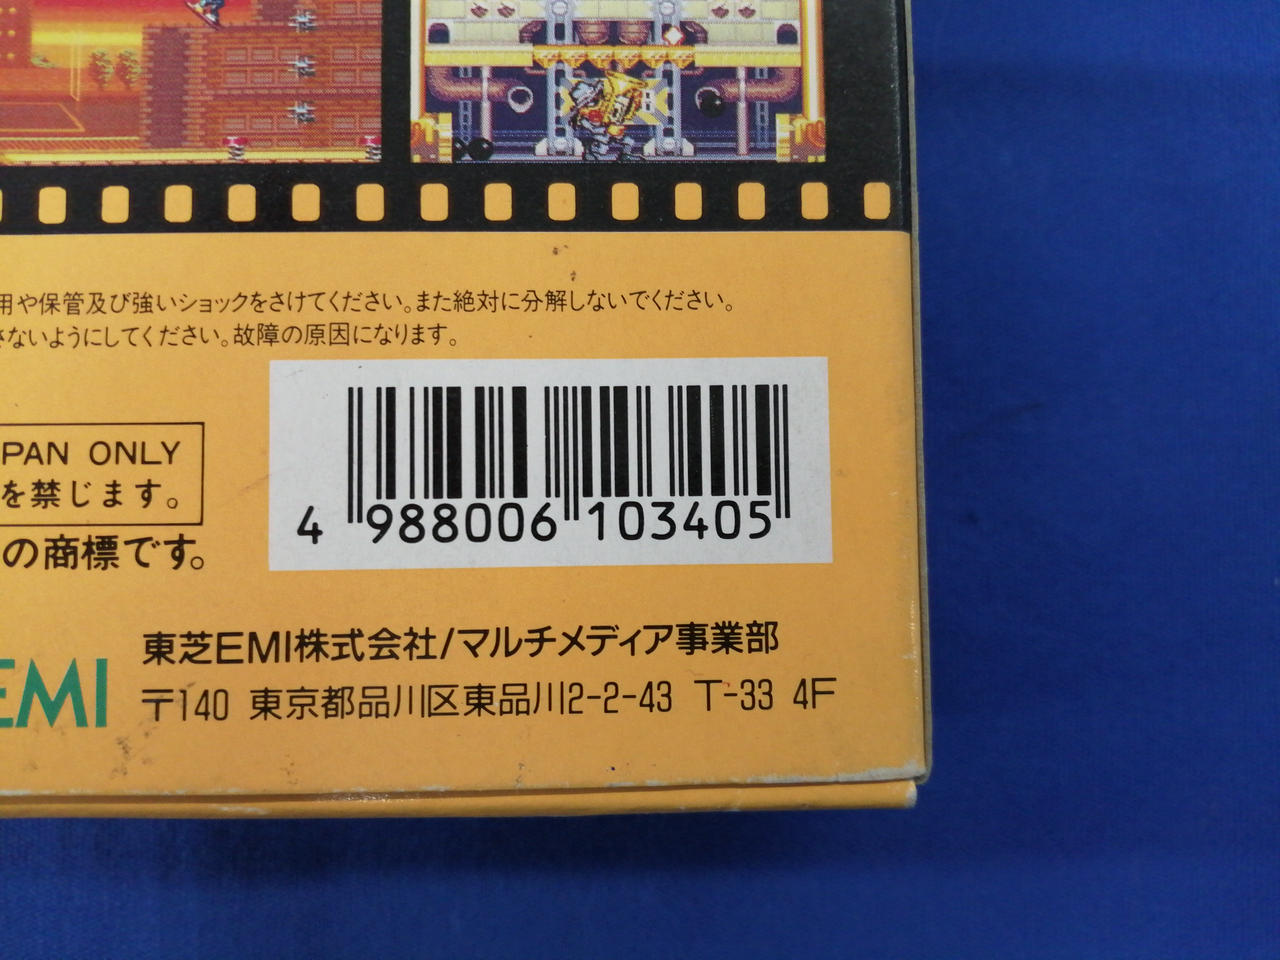 用や保管及び強いショックをさけてください。また絶対に分解しないでください。
さないようにしてください。故障の原因になります。
PAN ONLY
を禁じます。
の商標です。
4 988006 103405
EMI
東芝EMI株式会社/マルチメディア事業部
〒140 東京都品川区東品川2-2-43 T-33 4F